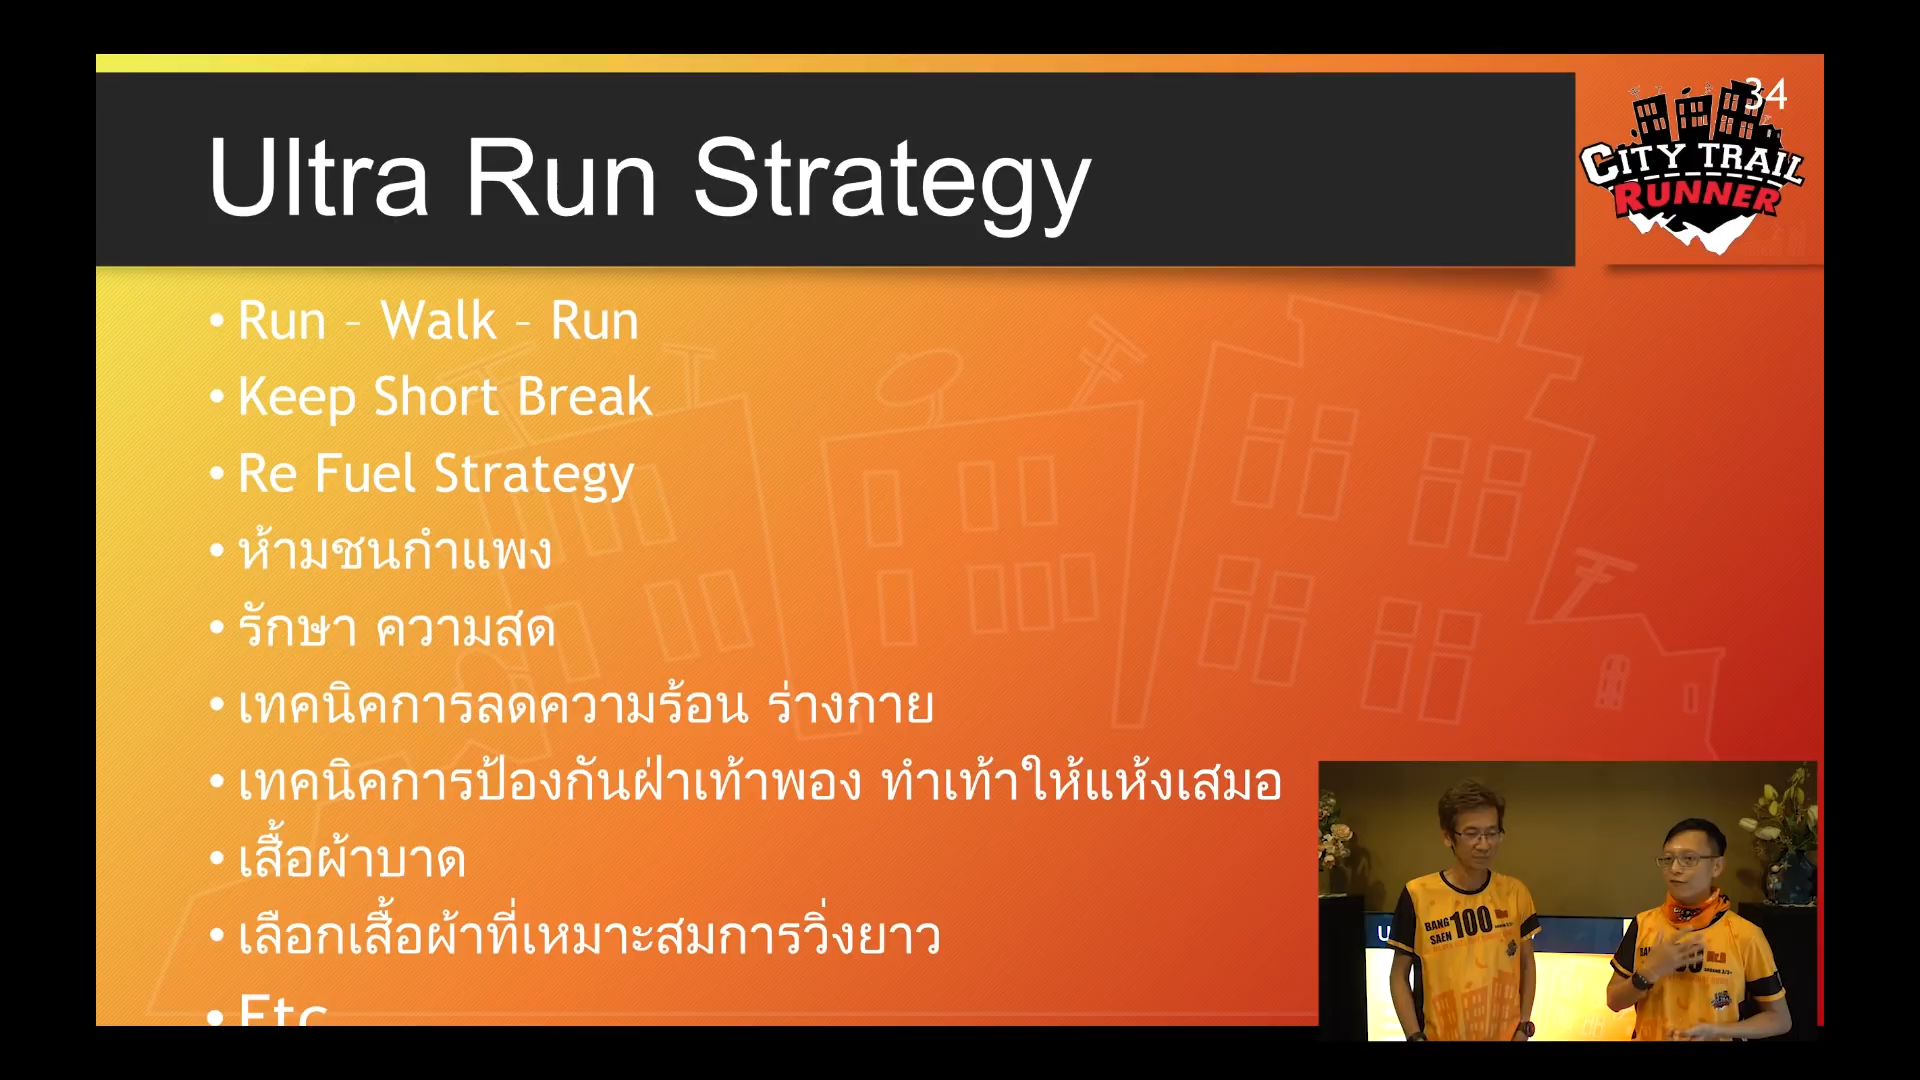 34
CITY TRAIL
RUNNER
Ultra Run Strategy
• Run – Walk – Run
• Keep Short Break
• Re Fuel Strategy
• ห้ามชนกำแพง
• รักษา ความสด
• เทคนิคการลดความร้อน ร่างกาย
• เทคนิคการป้องกันฝ่าเท้าพอง ทำเท้าให้แห้งเสมอ
• เสื้อผ้าบาด
• เลือกเสื้อผ้าที่เหมาะสมการวิ่งยาว
• Etc
BANG
SAEN
100